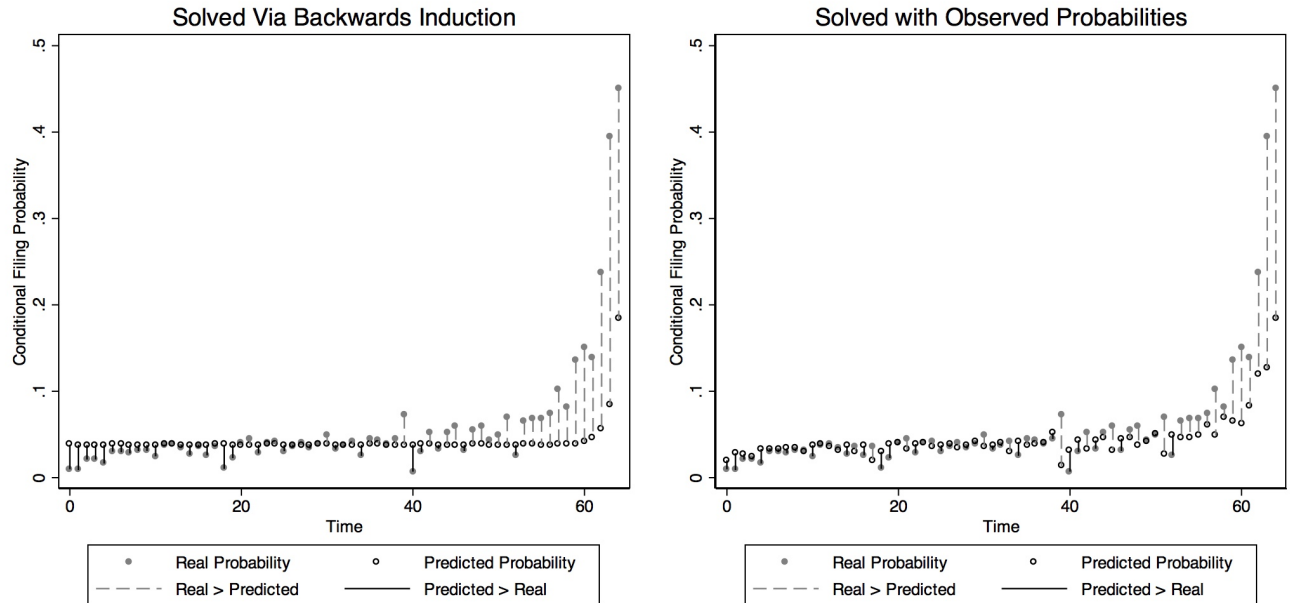 Solved Via Backwards Induction
Conditional Filing Probability
.5
.4
.3
.2
.1
0
0 20 40 60
Time
Real Probability Predicted Probability
Real > Predicted Predicted > Real
Solved with Observed Probabilities
Conditional Filing Probability
.5
.4
.3
.2
.1
0
0 20 40 60
Time
Real Probability Predicted Probability
Real > Predicted Predicted > Real